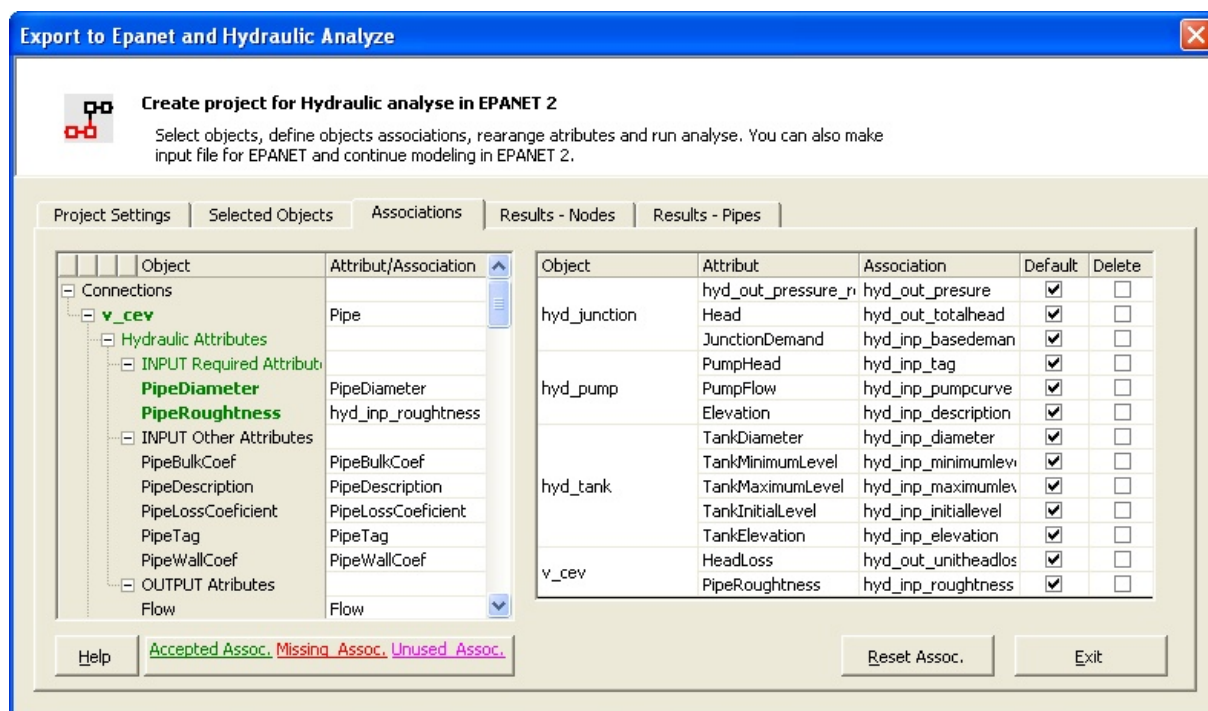 Export to Epanet and Hydraulic Analyze
Create project for Hydraulic analyse in EPANET 2
Select objects, define objects associations, rearange atributes and run analyse. You can also make
input file for EPANET and continue modeling in EPANET 2.
Project Settings Selected Objects Associations Results - Nodes Results - Pipes
Object Attribut/Association
Connections
v_cev Pipe
Hydraulic Attributes
INPUT Required Attribut
PipeDiameter PipeDiameter
PipeRoughtness hyd_inp_roughtness
INPUT Other Attributes
PipeBulkCoef PipeBulkCoef
PipeDescription PipeDescription
PipeLossCoeficient PipeLossCoeficient
PipeTag PipeTag
PipeWallCoef PipeWallCoef
OUTPUT Atributes
Flow Flow
Object Attribut Association Default Delete
hyd_out_pressure_r hyd_out_presure
hyd_junction Head hyd_out_totalhead
JunctionDemand hyd_inp_basedeman
PumpHead hyd_inp_tag
hyd_pump PumpFlow hyd_inp_pumpcurve
Elevation hyd_inp_description
TankDiameter hyd_inp_diameter
TankMinimumLevel hyd_inp_minimumlev
hyd_tank TankMaximumLevel hyd_inp_maximumlev
TankInitialLevel hyd_inp_initiallevel
TankElevation hyd_inp_elevation
v_cev HeadLoss hyd_out_unitheadlos
PipeRoughtness hyd_inp_roughtness
Help Accepted Assoc. Missing Assoc. Unused Assoc. Reset Assoc. Exit